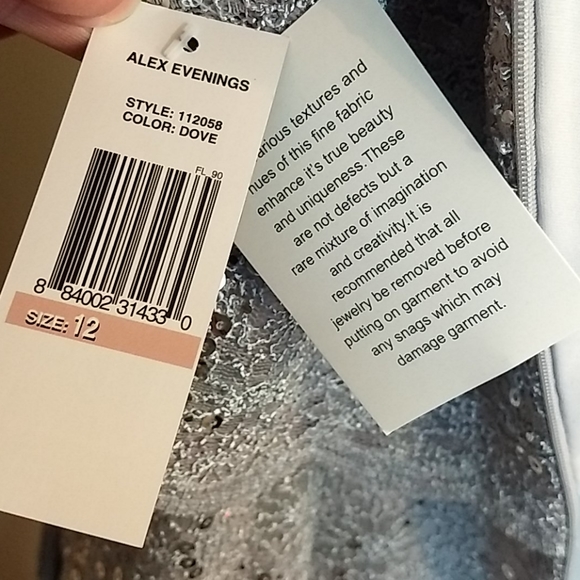 ALEX EVENINGS
STYLE: 112058
COLOR: DOVE
FL_90
8 84002 31433 0
SIZE: 12
textures and
of this fine fabric
enhance it's true beauty
and uniqueness.These
are not defects but a
rare mixture of imagination
and creativity.It is
recommended that all
jewelry be removed before
putting on garment to avoid
any snags which may
damage garment.